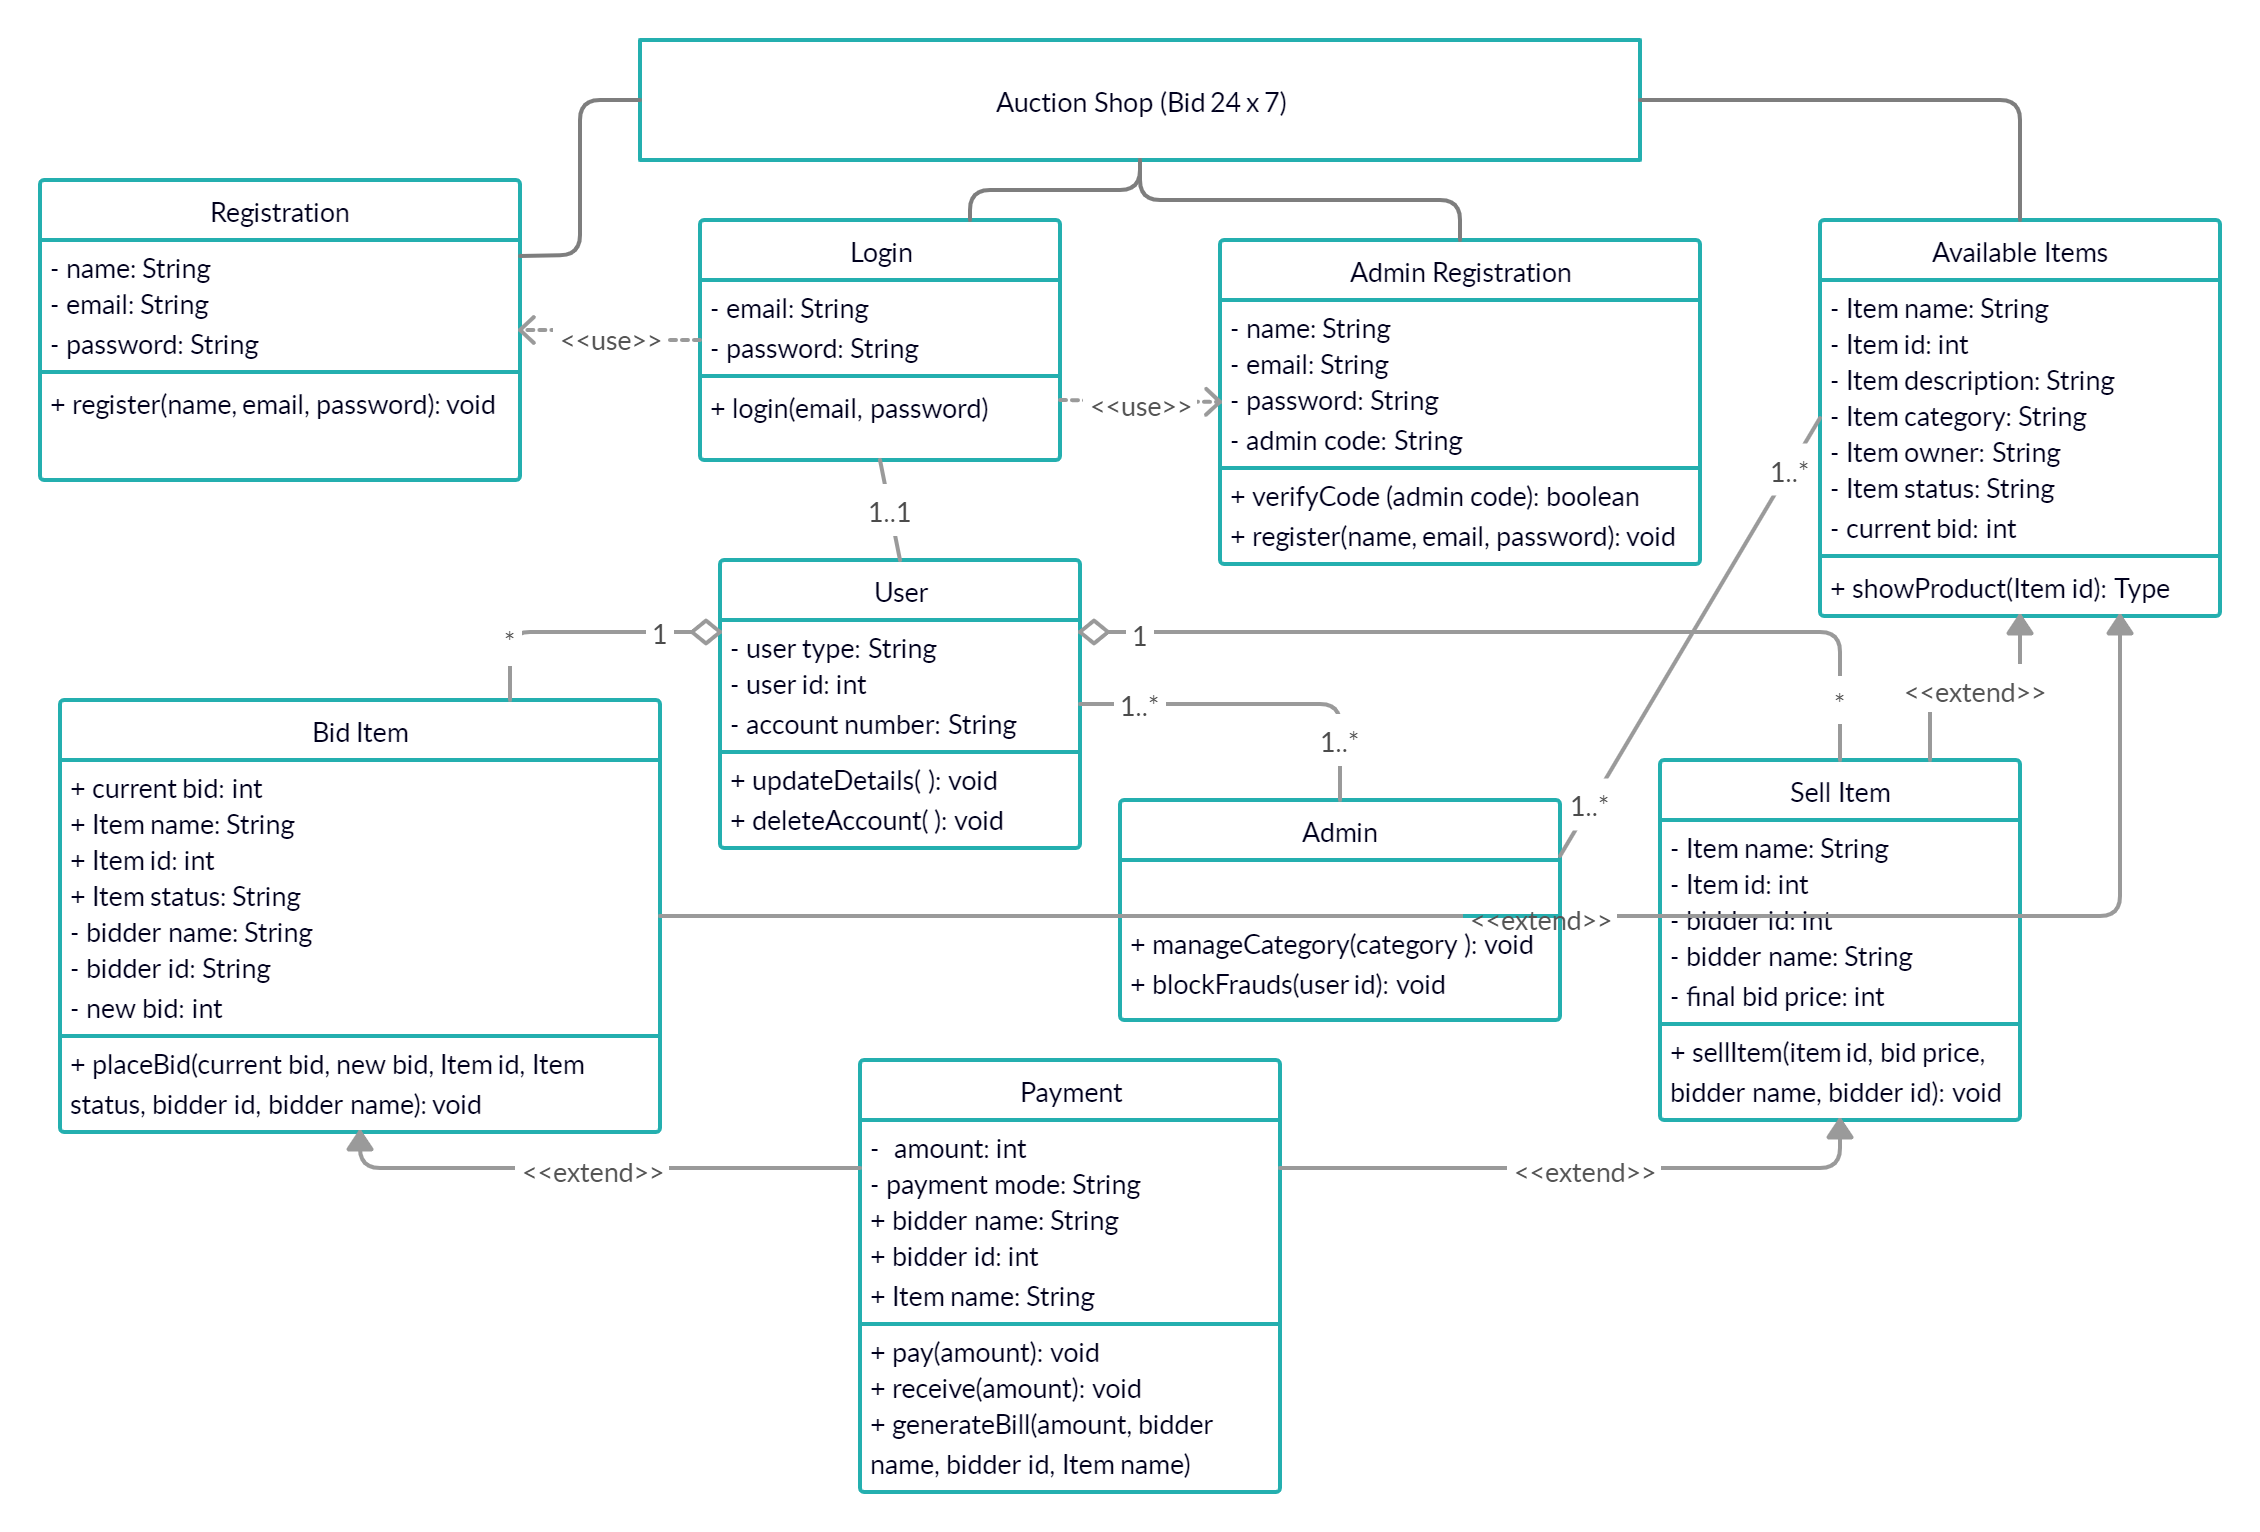 Auction Shop (Bid 24 x 7)
Registration
- name: String
- email: String
- password: String
+ register(name, email, password): void
<<use>>
Login
- email: String
- password: String
+ login(email, password)
<<use>>
Admin Registration
- name: String
- email: String
- password: String
- admin code: String
+ verifyCode (admin code): boolean
+ register(name, email, password): void
Available Items
- Item name: String
- Item id: int
- Item description: String
- Item category: String
- Item owner: String
- Item status: String
- current bid: int
+ showProduct(Item id): Type
1..1
1..*
User
- user type: String
- user id: int
- account number: String
+ updateDetails( ): void
+ deleteAccount( ): void
*
1
1
*
1..*
1..*
1..*
<<extend>>
Bid Item
+ current bid: int
+ Item name: String
+ Item id: int
+ Item status: String
- bidder name: String
- bidder id: String
- new bid: int
+ placeBid(current bid, new bid, Item id, Item
status, bidder id, bidder name): void
Admin
<<extend>>
+ manageCategory(category ): void
+ blockFrauds(user id): void
Sell Item
- Item name: String
- Item id: int
- bidder id: int
- bidder name: String
- final bid price: int
+ sellItem(item id, bid price,
bidder name, bidder id): void
<<extend>>
<<extend>>
Payment
-  amount: int
- payment mode: String
+ bidder name: String
+ bidder id: int
+ Item name: String
+ pay(amount): void
+ receive(amount): void
+ generateBill(amount, bidder
name, bidder id, Item name)